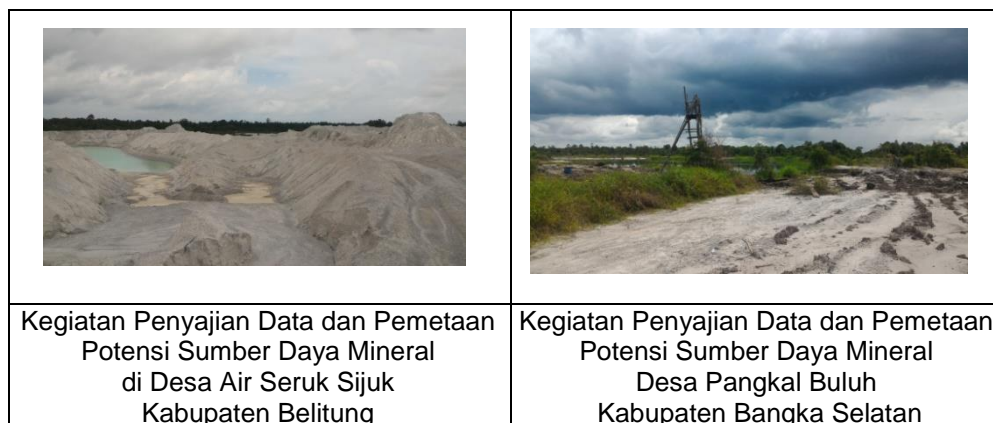 Kegiatan Penyajian Data dan Pemetaan
Potensi Sumber Daya Mineral
di Desa Air Seruk Sijuk
Kabupaten Belitung
Kegiatan Penyajian Data dan Pemetaan
Potensi Sumber Daya Mineral
Desa Pangkal Buluh
Kabupaten Bangka Selatan